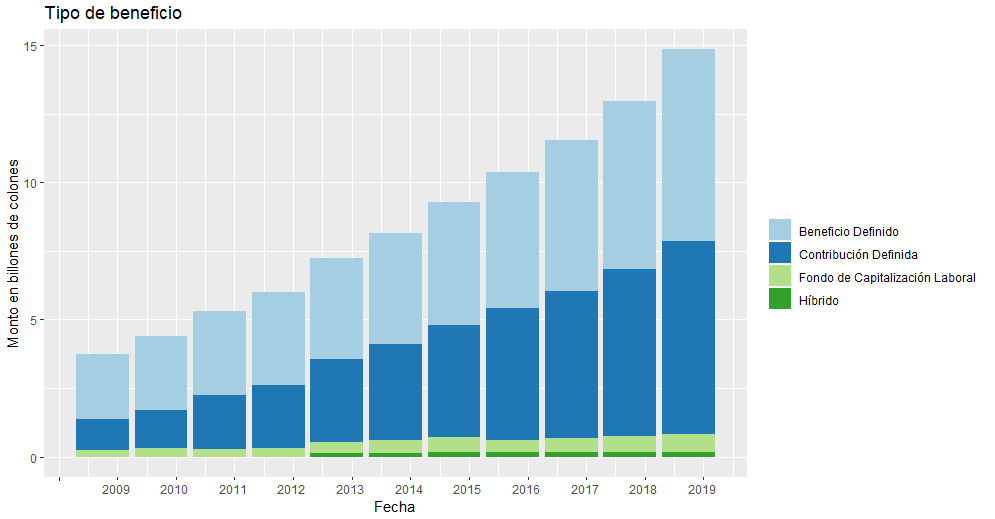 Tipo de beneficio
Monto en billones de colones
15
10
5
0
2009 2010 2011 2012 2013 2014 2015 2016 2017 2018 2019
Fecha
Beneficio Definido
Contribución Definida
Fondo de Capitalización Laboral
Híbrido